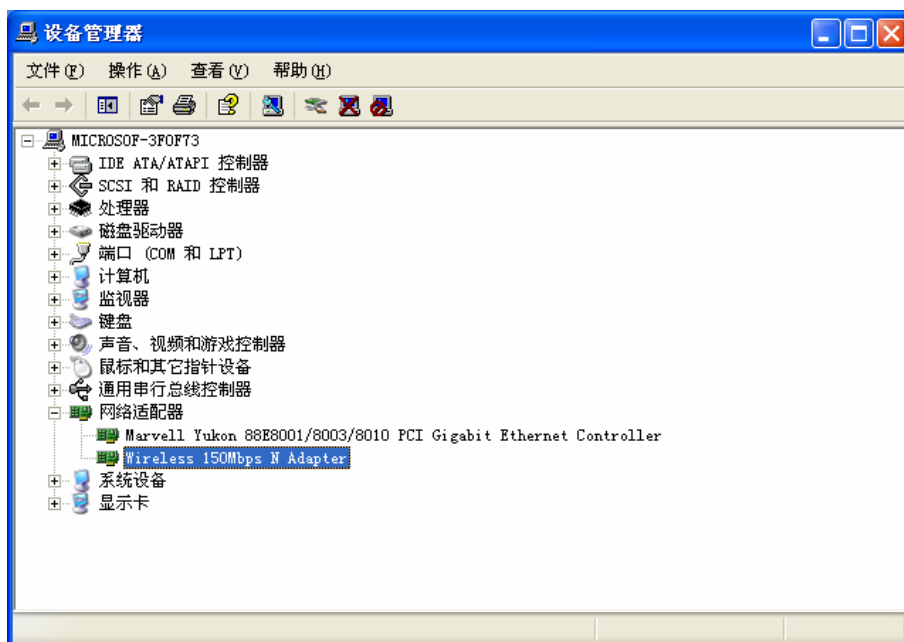 设备管理器
文件(F) 操作(A) 查看(V) 帮助(H)
MICROSOF-3F0F73
IDE ATA/ATAPI 控制器
SCSI 和 RAID 控制器
处理器
磁盘驱动器
端口 (COM 和 LPT)
计算机
监视器
键盘
声音、视频和游戏控制器
鼠标和其它指针设备
通用串行总线控制器
网络适配器
Marvell Yukon 88E8001/8003/8010 PCI Gigabit Ethernet Controller
Wireless 150Mbps N Adapter
系统设备
显示卡